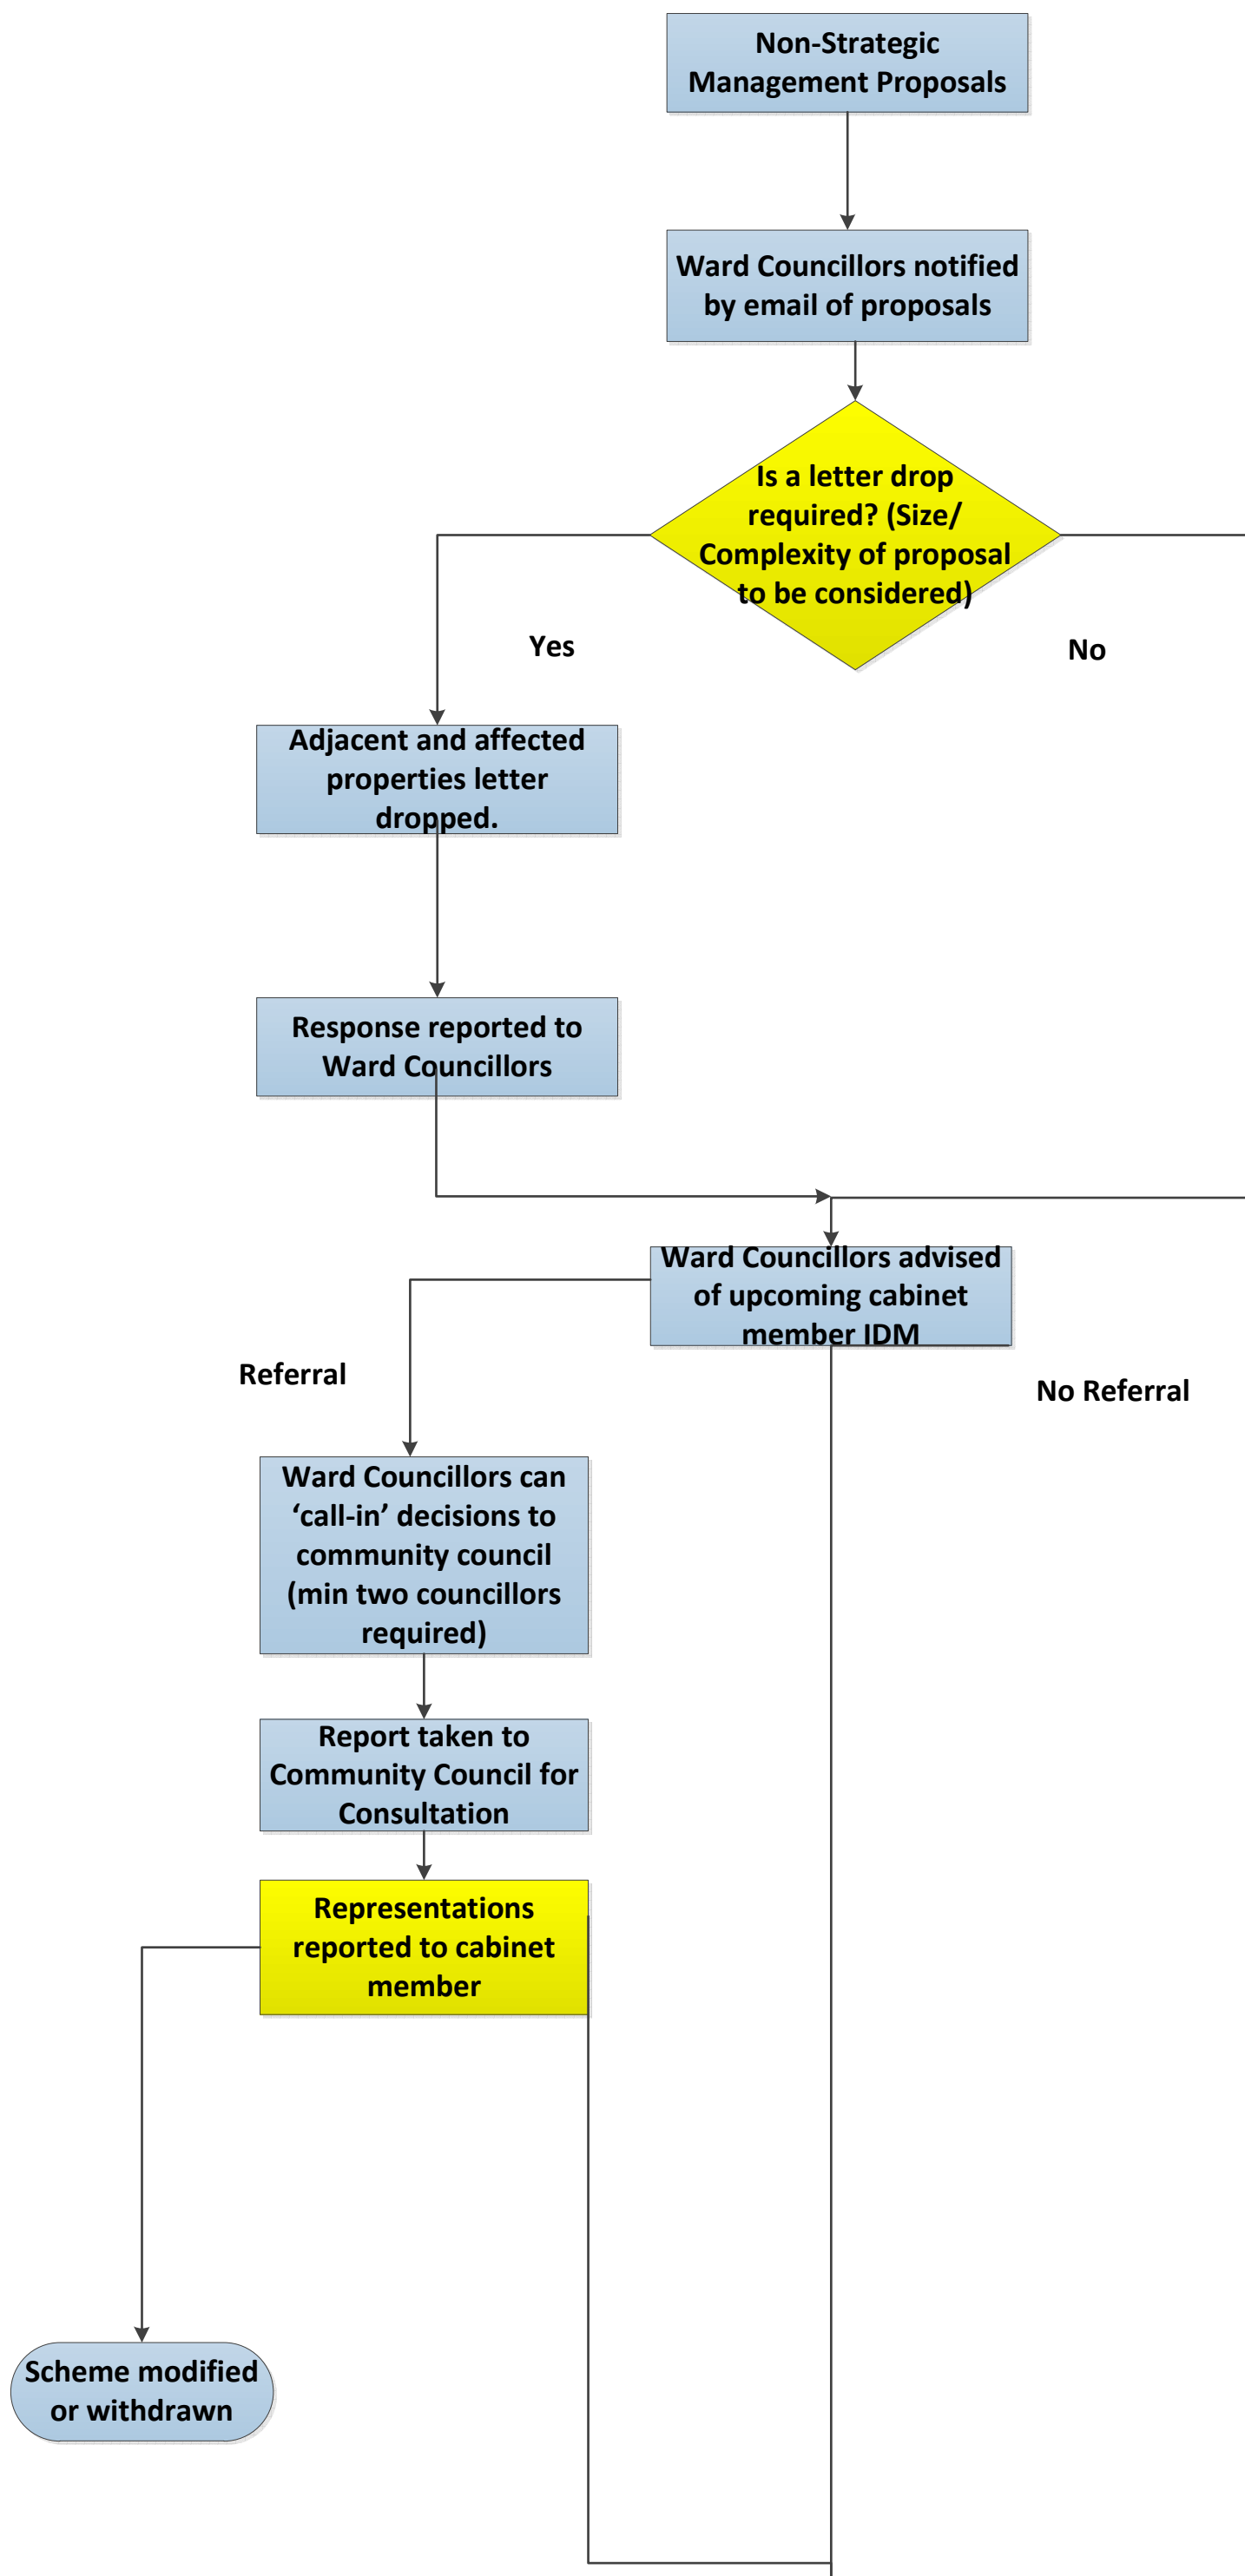 Non-Strategic
Management Proposals
Ward Councillors notified
by email of proposals
Is a letter drop
required? (Size/
Complexity of proposal
to be considered)
Yes
No
Adjacent and affected
properties letter
dropped.
Response reported to
Ward Councillors
Ward Councillors advised
of upcoming cabinet
member IDM
Referral
No Referral
Ward Councillors can
‘call-in’ decisions to
community council
(min two councillors
required)
Report taken to
Community Council for
Consultation
Representations
reported to cabinet
member
Scheme modified
or withdrawn